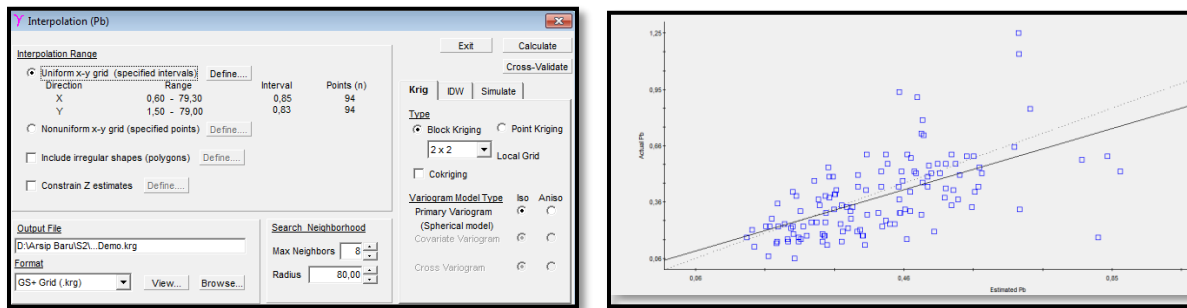 Interpolation (Pb)
Interpolation Range
Uniform x-y grid (specified intervals) Define....
Direction Range Interval Points (n)
X 0,60 - 79,30 0,85 94
Y 1,50 - 79,00 0,83 94
Nonuniform x-y grid (specified points) Define....
Include irregular shapes (polygons) Define....
Constrain Z estimates Define....
Output File
D:\Arsip Baru\S2\...Demo.krg
Format
GS+ Grid (.krg) View... Browse...
Search Neighborhood
Max Neighbors 8
Radius 80,00
Exit Calculate
Cross-Validate
Krig IDW Simulate
Type
Block Kriging Point Kriging
2 x 2 Local Grid
Cokriging
Variogram Model Type Iso Aniso
Primary Variogram
(Spherical model)
Covariate Variogram
Cross Variogram
1,25
0,95
0,66
0,36
0,06
Actual Pb
0,06 0,46 0,85
Estimated Pb